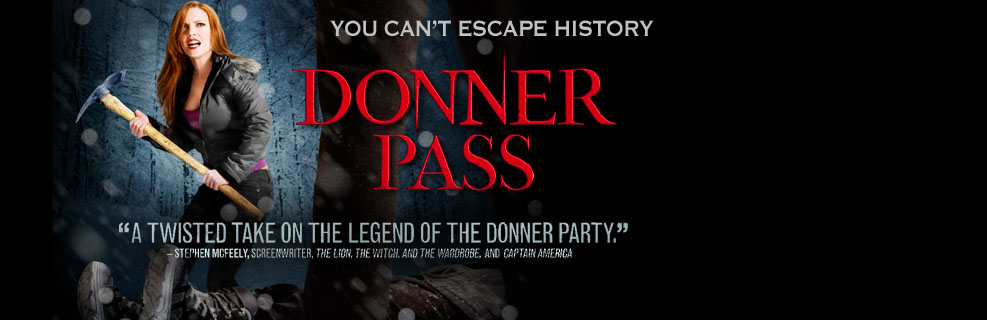 YOU CAN'T ESCAPE HISTORY
DONNER
PASS
“A TWISTED TAKE ON THE LEGEND OF THE DONNER PARTY.”
– STEPHEN MCFEELY, SCREENWRITER, THE LION, THE WITCH, AND THE WARDROBE, AND CAPTAIN AMERICA